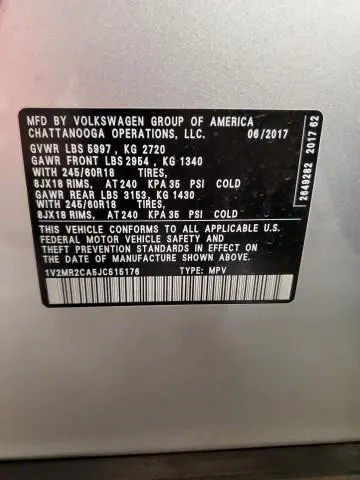 MFD BY VOLKSWAGEN GROUP OF AMERICA
CHATTANOOGA OPERATIONS, LLC. 06/2017
GVWR LBS 5997 , KG 2720
GAWR FRONT LBS 2954 , KG 1340
WITH 245/60R18 TIRES,
8JX18 RIMS, AT 240 KPA 35 PSI COLD
GAWR REAR LBS 3153, KG 1430
WITH 245/60R18 TIRES,
8JX18 RIMS, AT 240 KPA 35 PSI COLD
THIS VEHICLE CONFORMS TO ALL APPLICABLE U.S.
FEDERAL MOTOR VEHICLE SAFETY AND
THEFT PREVENTION STANDARDS IN EFFECT ON
THE DATE OF MANUFACTURE SHOWN ABOVE.
1V2MR2CA5JC515176 TYPE: MPV
2649282 2017 62